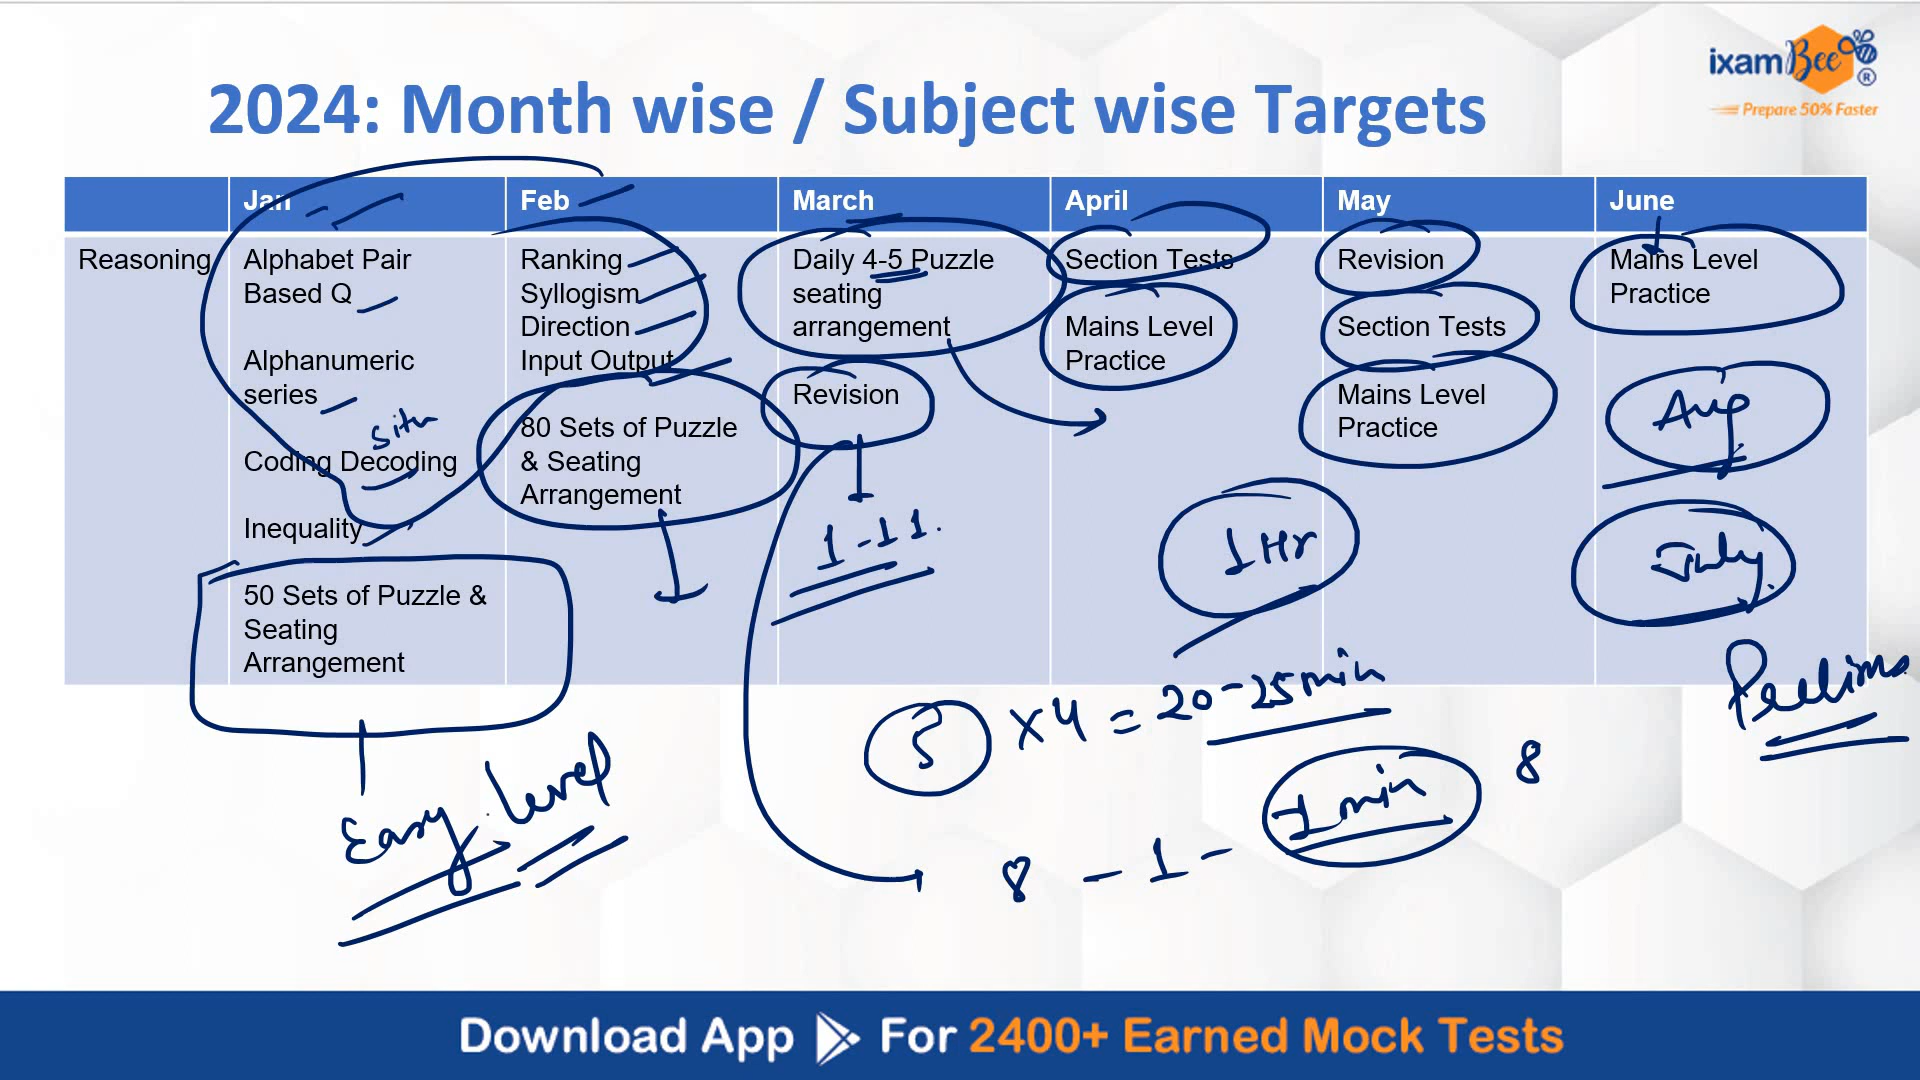 ixamBee
®
Prepare 50% Faster
2024: Month wise / Subject wise Targets
Jan
Feb
March
April
May
June
Reasoning
Alphabet Pair
Based Q
Alphanumeric
series
Coding Decoding
Inequality
50 Sets of Puzzle &
Seating
Arrangement
Ranking
Syllogism
Direction
Input Output
80 Sets of Puzzle
& Seating
Arrangement
Daily 4-5 Puzzle
seating
arrangement
Revision
Section Tests
Mains Level
Practice
Revision
Section Tests
Mains Level
Practice
Mains Level
Practice
Aug
July
Prelims
1-11.
1 Hr
5 x 4 = 20-25 min
1 min
8
8 - 1 -
Easy Level
Download App For 2400+ Earned Mock Tests